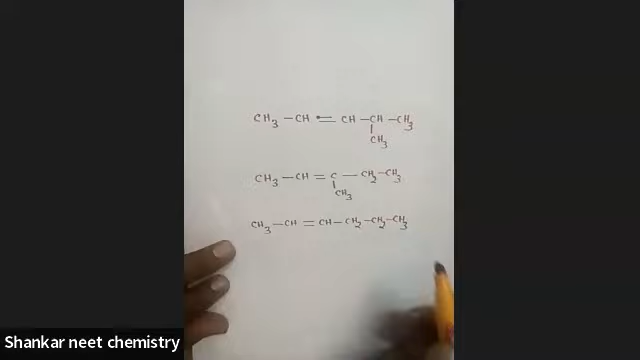 CH3 — CH = CH — CH — CH3
CH3
CH3 — CH = C — CH2 — CH3
CH3
CH3 — CH = CH — CH2 — CH2 — CH3
Shankar neet chemistry